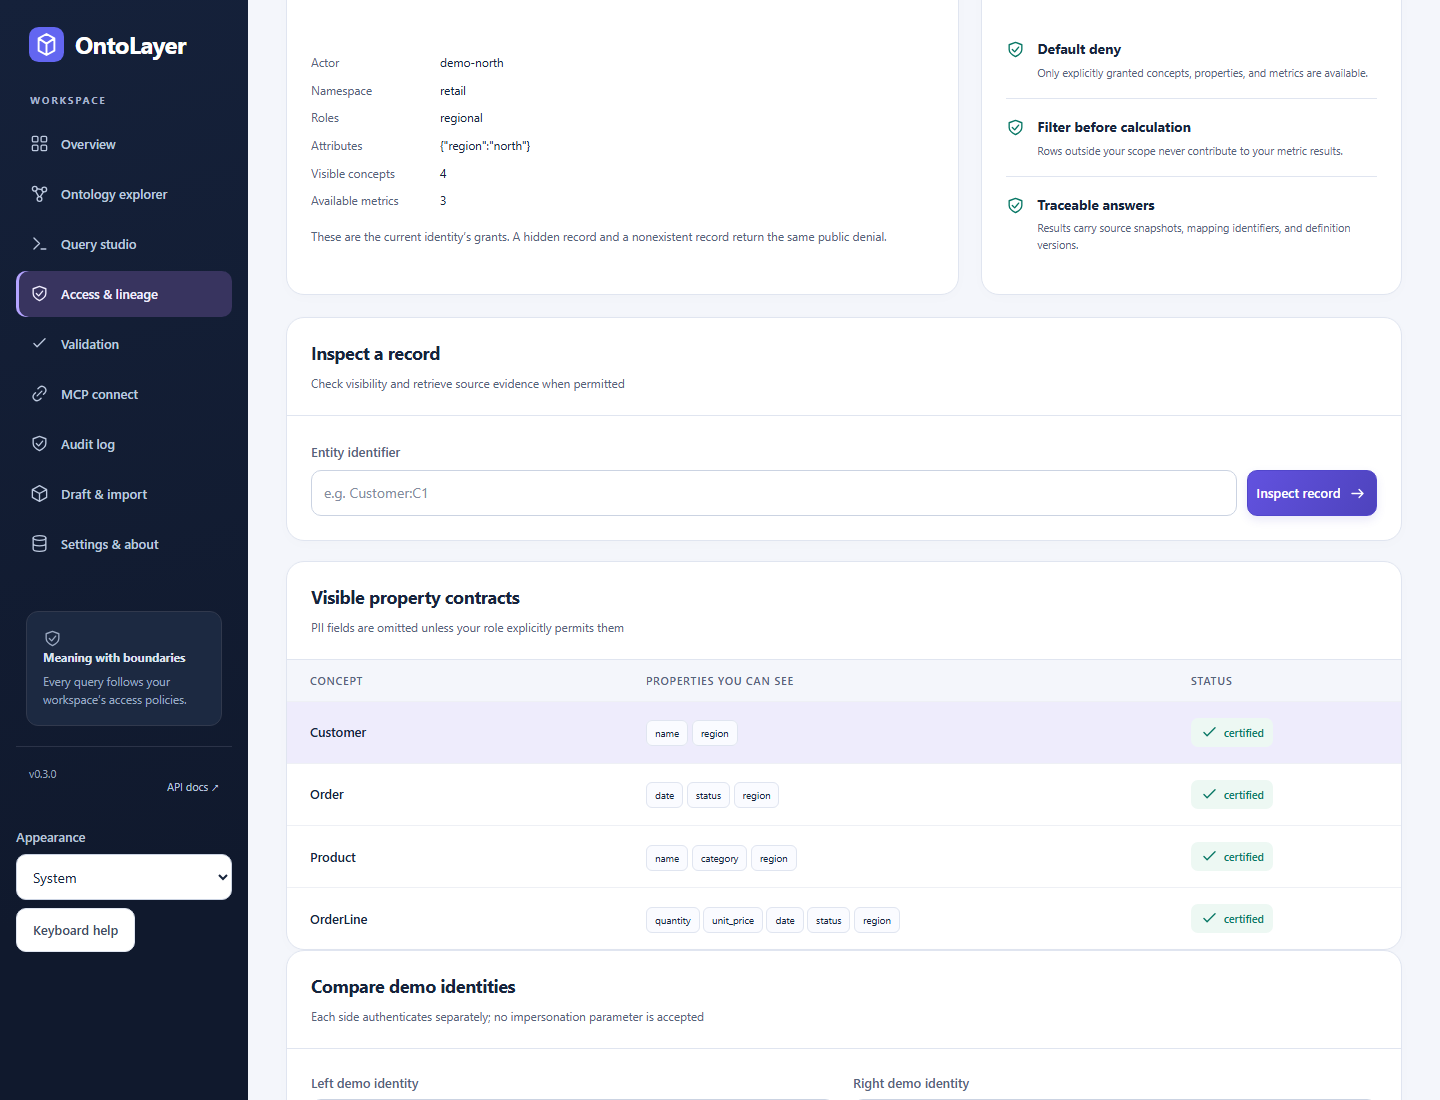 OntoLayer
WORKSPACE
Overview
Ontology explorer
Query studio
Access & lineage
Validation
MCP connect
Audit log
Draft & import
Settings & about
Meaning with boundaries
Every query follows your
workspace's access policies.
v0.3.0
API docs ↗
Appearance
System
Keyboard help
Actor demo-north
Namespace retail
Roles regional
Attributes {"region":"north"}
Visible concepts 4
Available metrics 3
These are the current identity's grants. A hidden record and a nonexistent record return the same public denial.
Default deny
Only explicitly granted concepts, properties, and metrics are available.
Filter before calculation
Rows outside your scope never contribute to your metric results.
Traceable answers
Results carry source snapshots, mapping identifiers, and definition
versions.
Inspect a record
Check visibility and retrieve source evidence when permitted
Entity identifier
e.g. Customer:C1
Inspect record →
Visible property contracts
PII fields are omitted unless your role explicitly permits them
CONCEPT PROPERTIES YOU CAN SEE STATUS
Customer name region certified
Order date status region certified
Product name category region certified
OrderLine quantity unit_price date status region certified
Compare demo identities
Each side authenticates separately; no impersonation parameter is accepted
Left demo identity Right demo identity